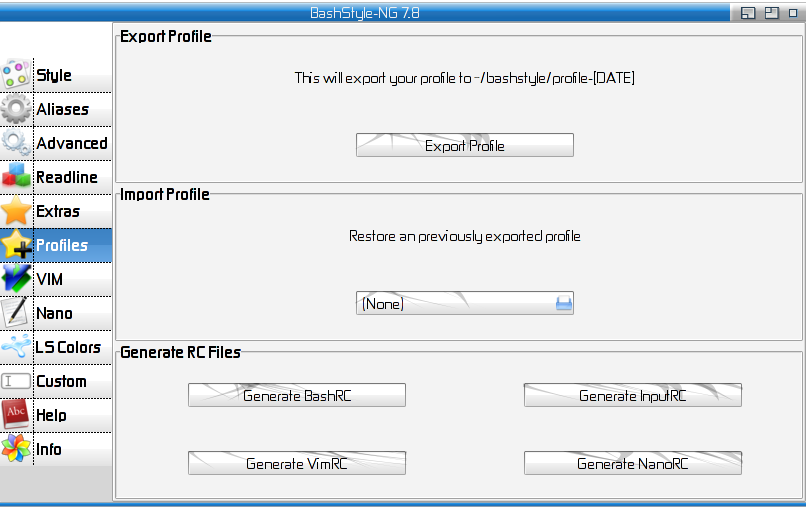 BashStyle-NG 7.8
Style
Aliases
Advanced
Readline
Extras
Profiles
VIM
Nano
LS Colors
Custom
Abc
Help
Info
Export Profile
This will export your profile to ~/bashstyle/profile-[DATE]
Export Profile
Import Profile
Restore an previously exported profile
(None)
Generate RC Files
Generate BashRC
Generate InputRC
Generate VimRC
Generate NanoRC